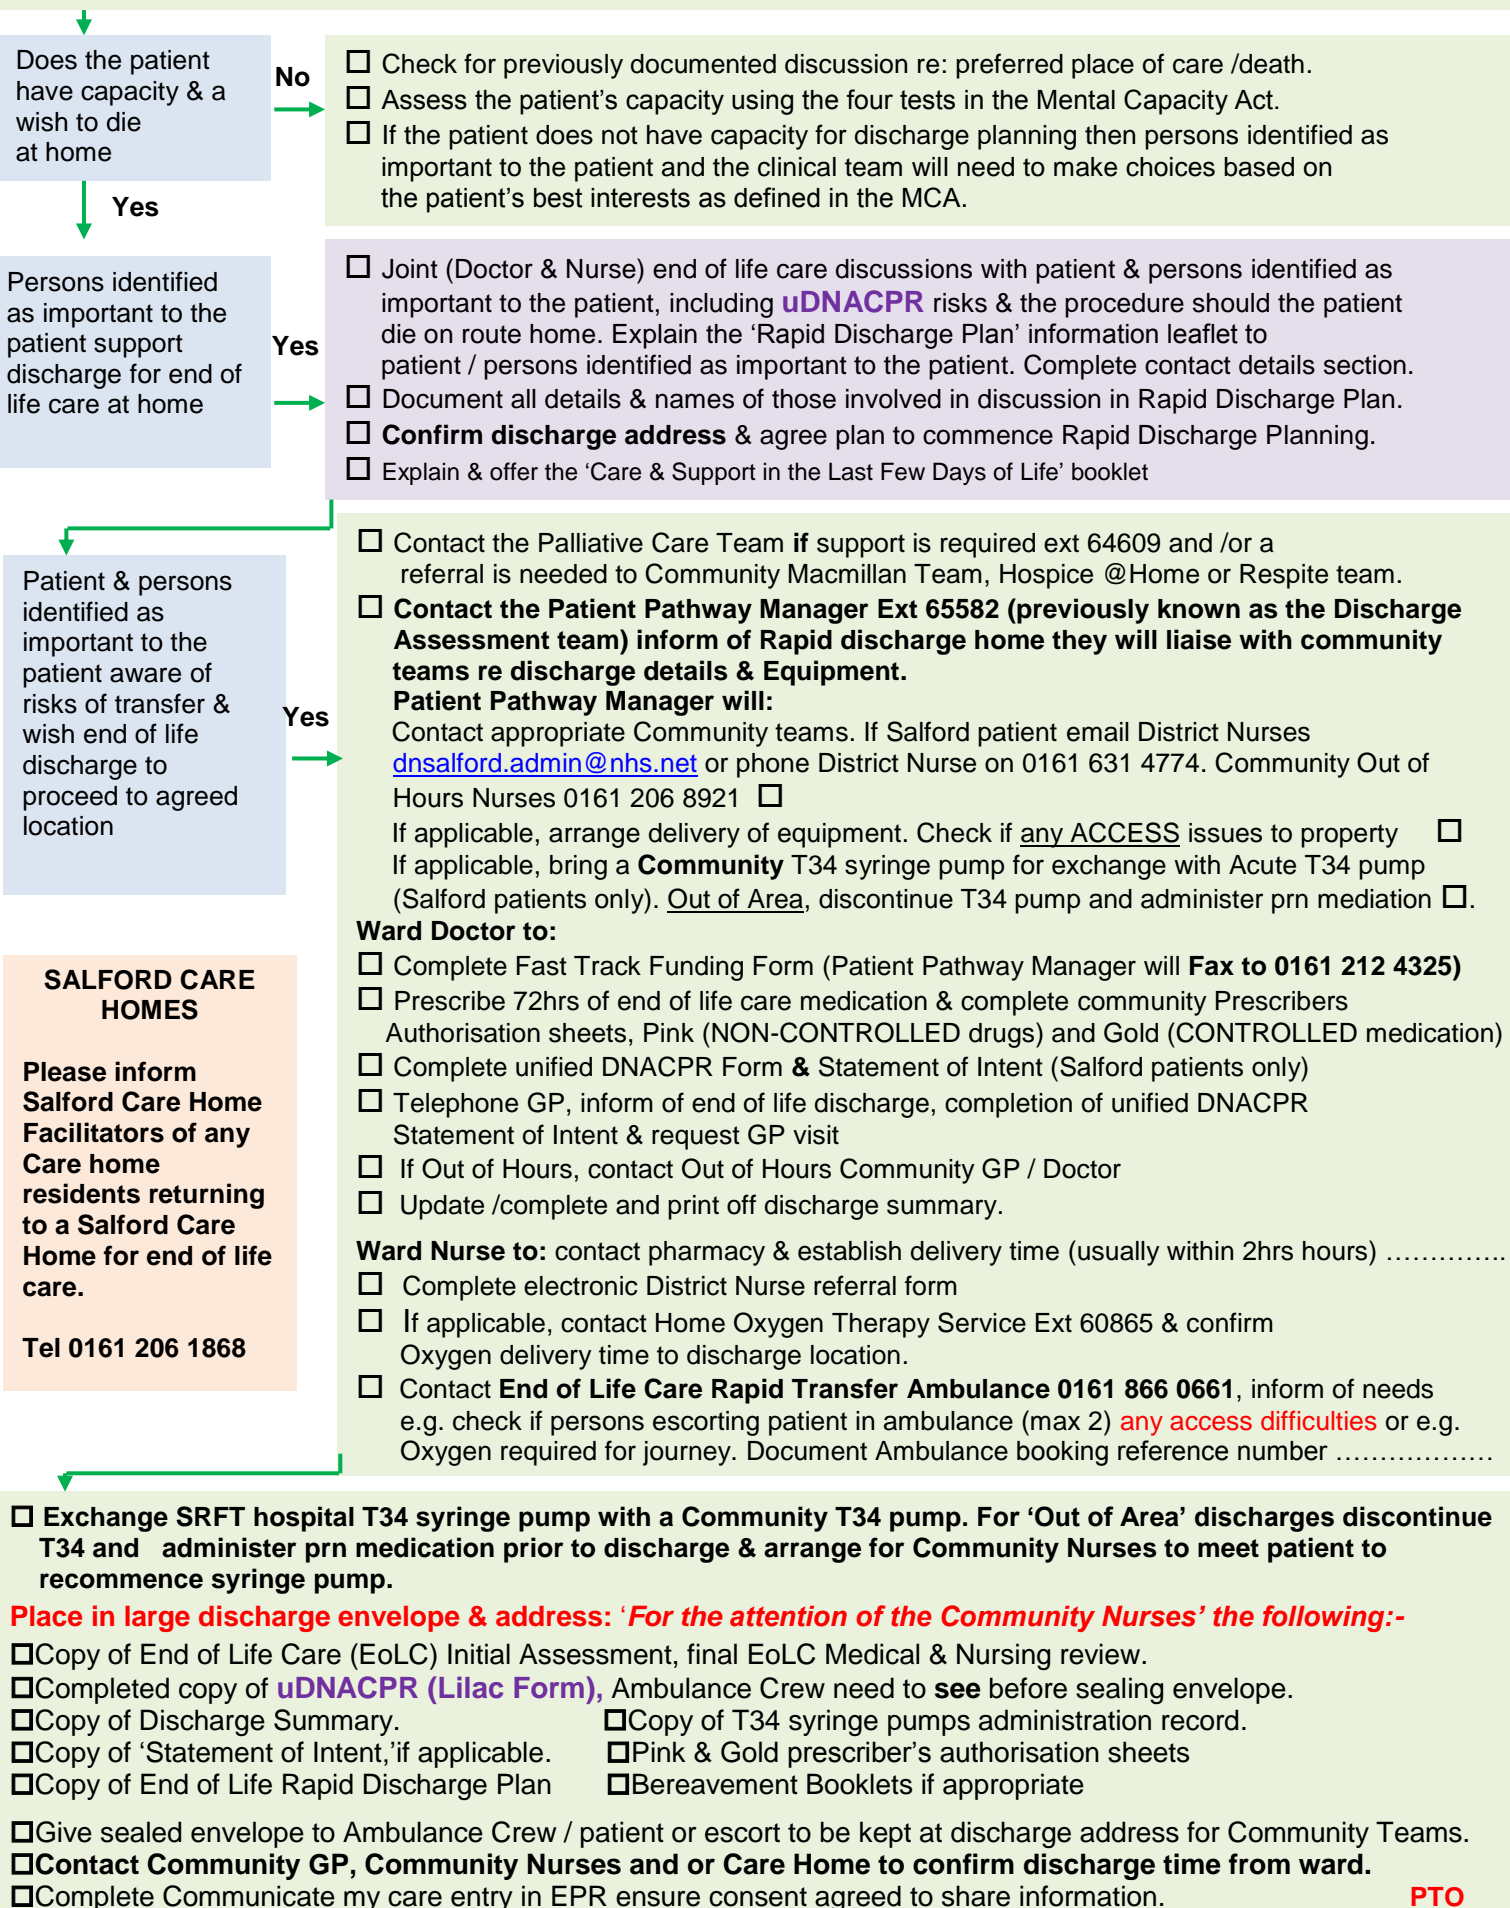 Does the patient
have capacity & a
wish to die
at home
No
☐ Check for previously documented discussion re: preferred place of care /death.
☐ Assess the patient’s capacity using the four tests in the Mental Capacity Act.
☐ If the patient does not have capacity for discharge planning then persons identified as
important to the patient and the clinical team will need to make choices based on
the patient’s best interests as defined in the MCA.
Yes
Persons identified
as important to the
patient support
discharge for end of
life care at home
Yes
☐ Joint (Doctor & Nurse) end of life care discussions with patient & persons identified as
important to the patient, including uDNACPR risks & the procedure should the patient
die on route home. Explain the ‘Rapid Discharge Plan’ information leaflet to
patient / persons identified as important to the patient. Complete contact details section.
☐ Document all details & names of those involved in discussion in Rapid Discharge Plan.
☐ Confirm discharge address & agree plan to commence Rapid Discharge Planning.
☐ Explain & offer the ‘Care & Support in the Last Few Days of Life’ booklet
Patient & persons
identified as
important to the
patient aware of
risks of transfer &
wish end of life
discharge to
proceed to agreed
location
Yes
☐ Contact the Palliative Care Team if support is required ext 64609 and /or a
referral is needed to Community Macmillan Team, Hospice @Home or Respite team.
☐ Contact the Patient Pathway Manager Ext 65582 (previously known as the Discharge
Assessment team) inform of Rapid discharge home they will liaise with community
teams re discharge details & Equipment.
Patient Pathway Manager will:
Contact appropriate Community teams. If Salford patient email District Nurses
dnsalford.admin@nhs.net or phone District Nurse on 0161 631 4774. Community Out of
Hours Nurses 0161 206 8921 ☐
If applicable, arrange delivery of equipment. Check if any ACCESS issues to property ☐
If applicable, bring a Community T34 syringe pump for exchange with Acute T34 pump
(Salford patients only). Out of Area, discontinue T34 pump and administer prn mediation ☐.
Ward Doctor to:
☐ Complete Fast Track Funding Form (Patient Pathway Manager will Fax to 0161 212 4325)
☐ Prescribe 72hrs of end of life care medication & complete community Prescribers
Authorisation sheets, Pink (NON-CONTROLLED drugs) and Gold (CONTROLLED medication)
☐ Complete unified DNACPR Form & Statement of Intent (Salford patients only)
☐ Telephone GP, inform of end of life discharge, completion of unified DNACPR
Statement of Intent & request GP visit
☐ If Out of Hours, contact Out of Hours Community GP / Doctor
☐ Update /complete and print off discharge summary.
Ward Nurse to: contact pharmacy & establish delivery time (usually within 2hrs hours) …………..
☐ Complete electronic District Nurse referral form
☐ If applicable, contact Home Oxygen Therapy Service Ext 60865 & confirm
Oxygen delivery time to discharge location.
☐ Contact End of Life Care Rapid Transfer Ambulance 0161 866 0661, inform of needs
e.g. check if persons escorting patient in ambulance (max 2) any access difficulties or e.g.
Oxygen required for journey. Document Ambulance booking reference number ………………
SALFORD CARE
HOMES
Please inform
Salford Care Home
Facilitators of any
Care home
residents returning
to a Salford Care
Home for end of life
care.
Tel 0161 206 1868
☐ Exchange SRFT hospital T34 syringe pump with a Community T34 pump. For ‘Out of Area’ discharges discontinue
T34 and administer prn medication prior to discharge & arrange for Community Nurses to meet patient to
recommence syringe pump.
Place in large discharge envelope & address: ‘For the attention of the Community Nurses’ the following:-
☐Copy of End of Life Care (EoLC) Initial Assessment, final EoLC Medical & Nursing review.
☐Completed copy of uDNACPR (Lilac Form), Ambulance Crew need to see before sealing envelope.
☐Copy of Discharge Summary. ☐Copy of T34 syringe pumps administration record.
☐Copy of ‘Statement of Intent,’if applicable. ☐Pink & Gold prescriber’s authorisation sheets
☐Copy of End of Life Rapid Discharge Plan ☐Bereavement Booklets if appropriate
☐Give sealed envelope to Ambulance Crew / patient or escort to be kept at discharge address for Community Teams.
☐Contact Community GP, Community Nurses and or Care Home to confirm discharge time from ward.
☐Complete Communicate my care entry in EPR ensure consent agreed to share information. PTO